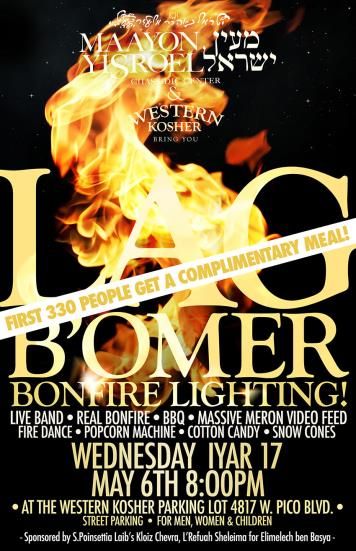 MAAYON מעין
YISROEL ישראל
CHASSIDIC CENTER
&
WESTERN
KOSHER
BRING YOU
LAG
FIRST 330 PEOPLE GET A COMPLIMENTARY MEAL!
B'OMER
BONFIRE LIGHTING!
LIVE BAND • REAL BONFIRE • BBQ • MASSIVE MERON VIDEO FEED
FIRE DANCE • POPCORN MACHINE • COTTON CANDY • SNOW CONES
WEDNESDAY IYAR 17
MAY 6TH 8:00PM
• AT THE WESTERN KOSHER PARKING LOT 4817 W. PICO BLVD. •
STREET PARKING • FOR MEN, WOMEN & CHILDREN
- Sponsored by S.Poinsettia Laib's Kloiz Chevra, L'Refuah Sheleima for Elimelech ben Basya -